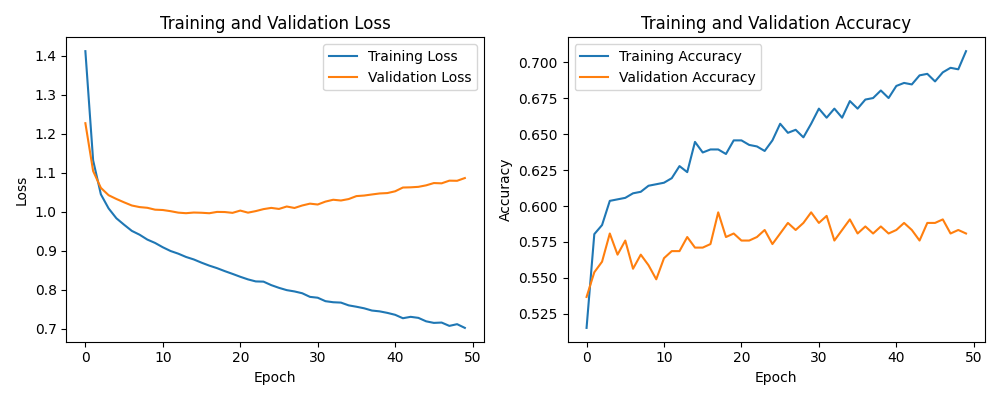 Training and Validation Loss
Training Loss
Validation Loss
1.4
1.3
1.2
1.1
1.0
0.9
0.8
0.7
Loss
0 10 20 30 40 50
Epoch
Training and Validation Accuracy
Training Accuracy
Validation Accuracy
0.700
0.675
0.650
0.625
0.600
0.575
0.550
0.525
Accuracy
0 10 20 30 40 50
Epoch